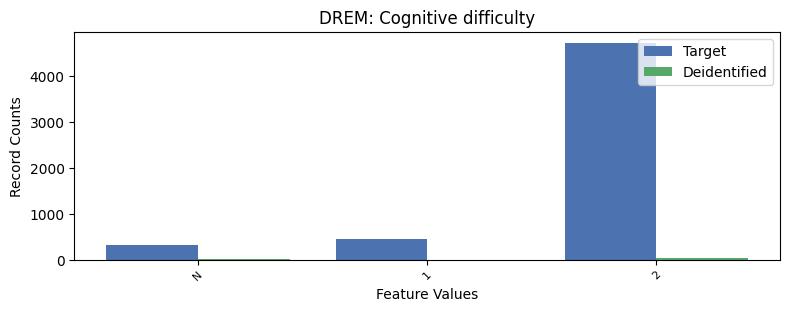 DREM: Cognitive difficulty
Target
Deidentified
Record Counts
4000
3000
2000
1000
0
N
1
2
Feature Values